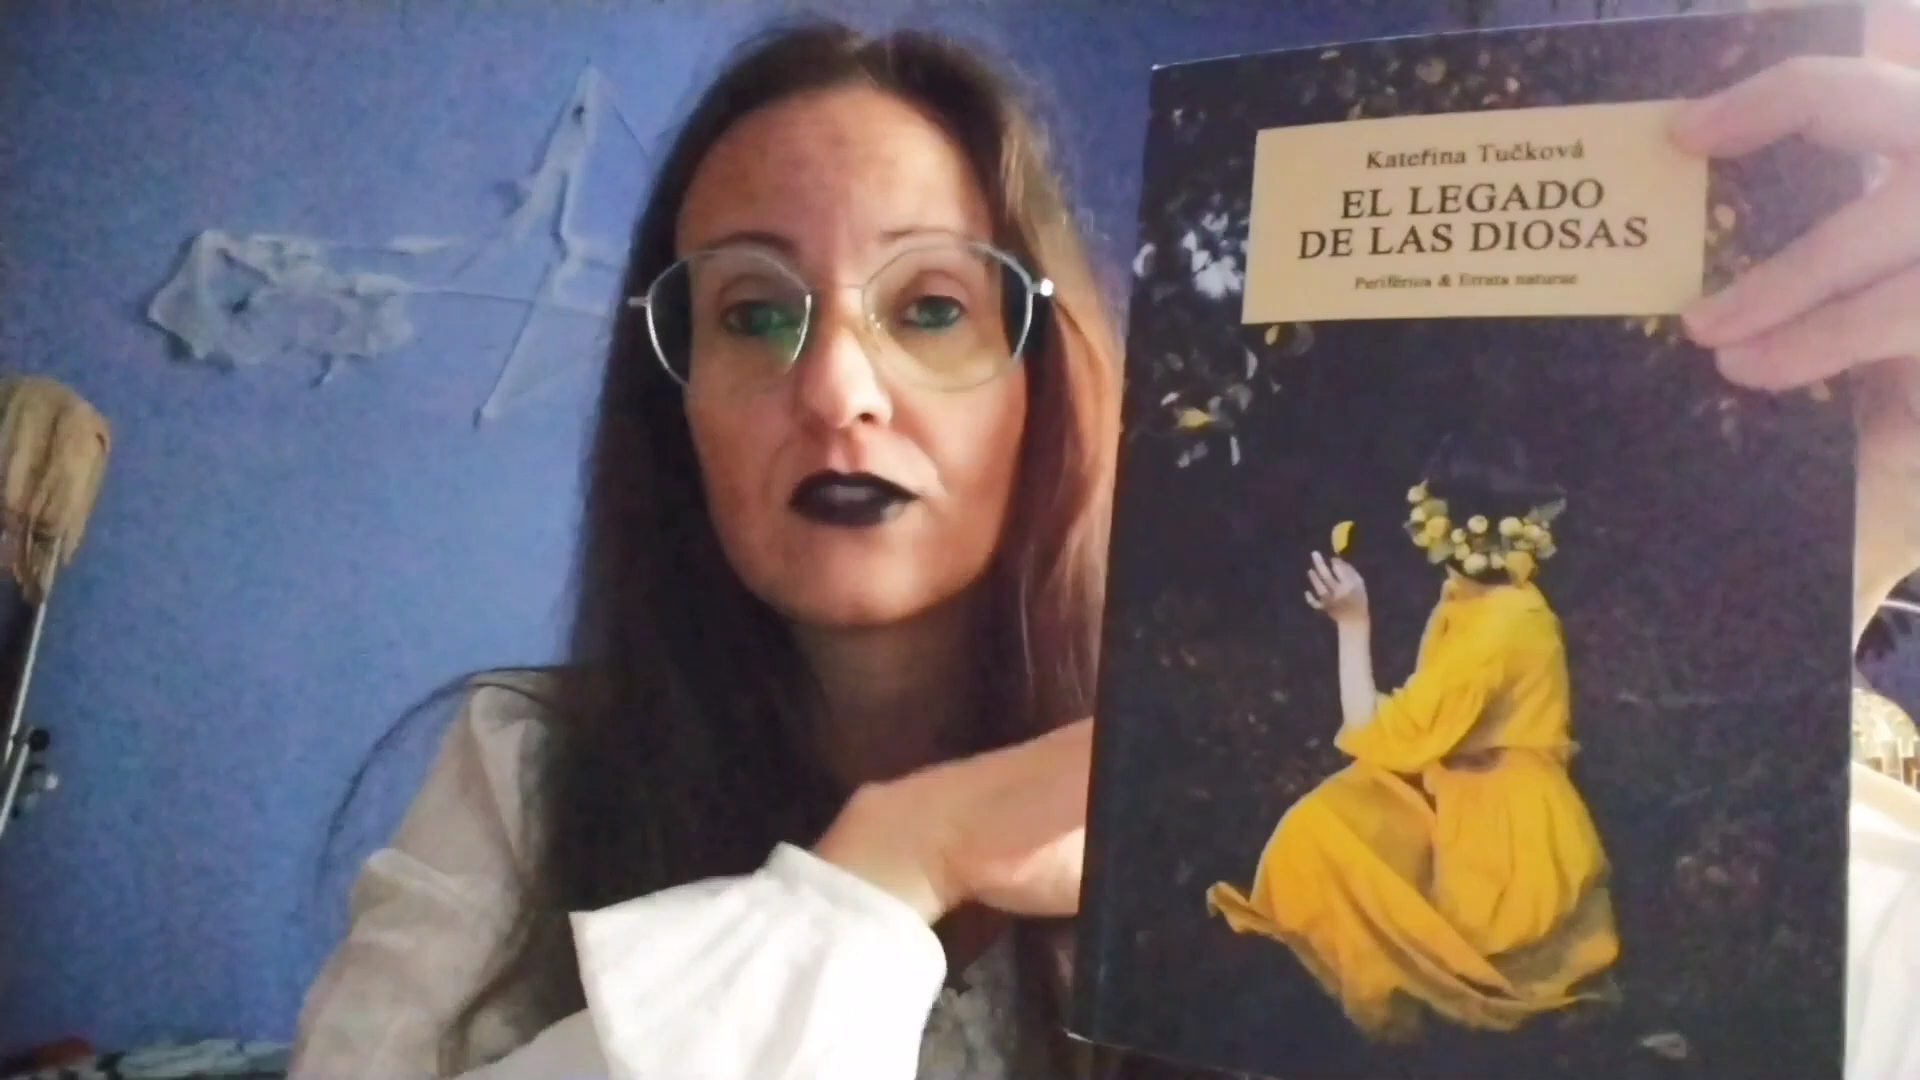 Kateřina Tučková
EL LEGADO
DE LAS DIOSAS
Periférica & Errata naturae